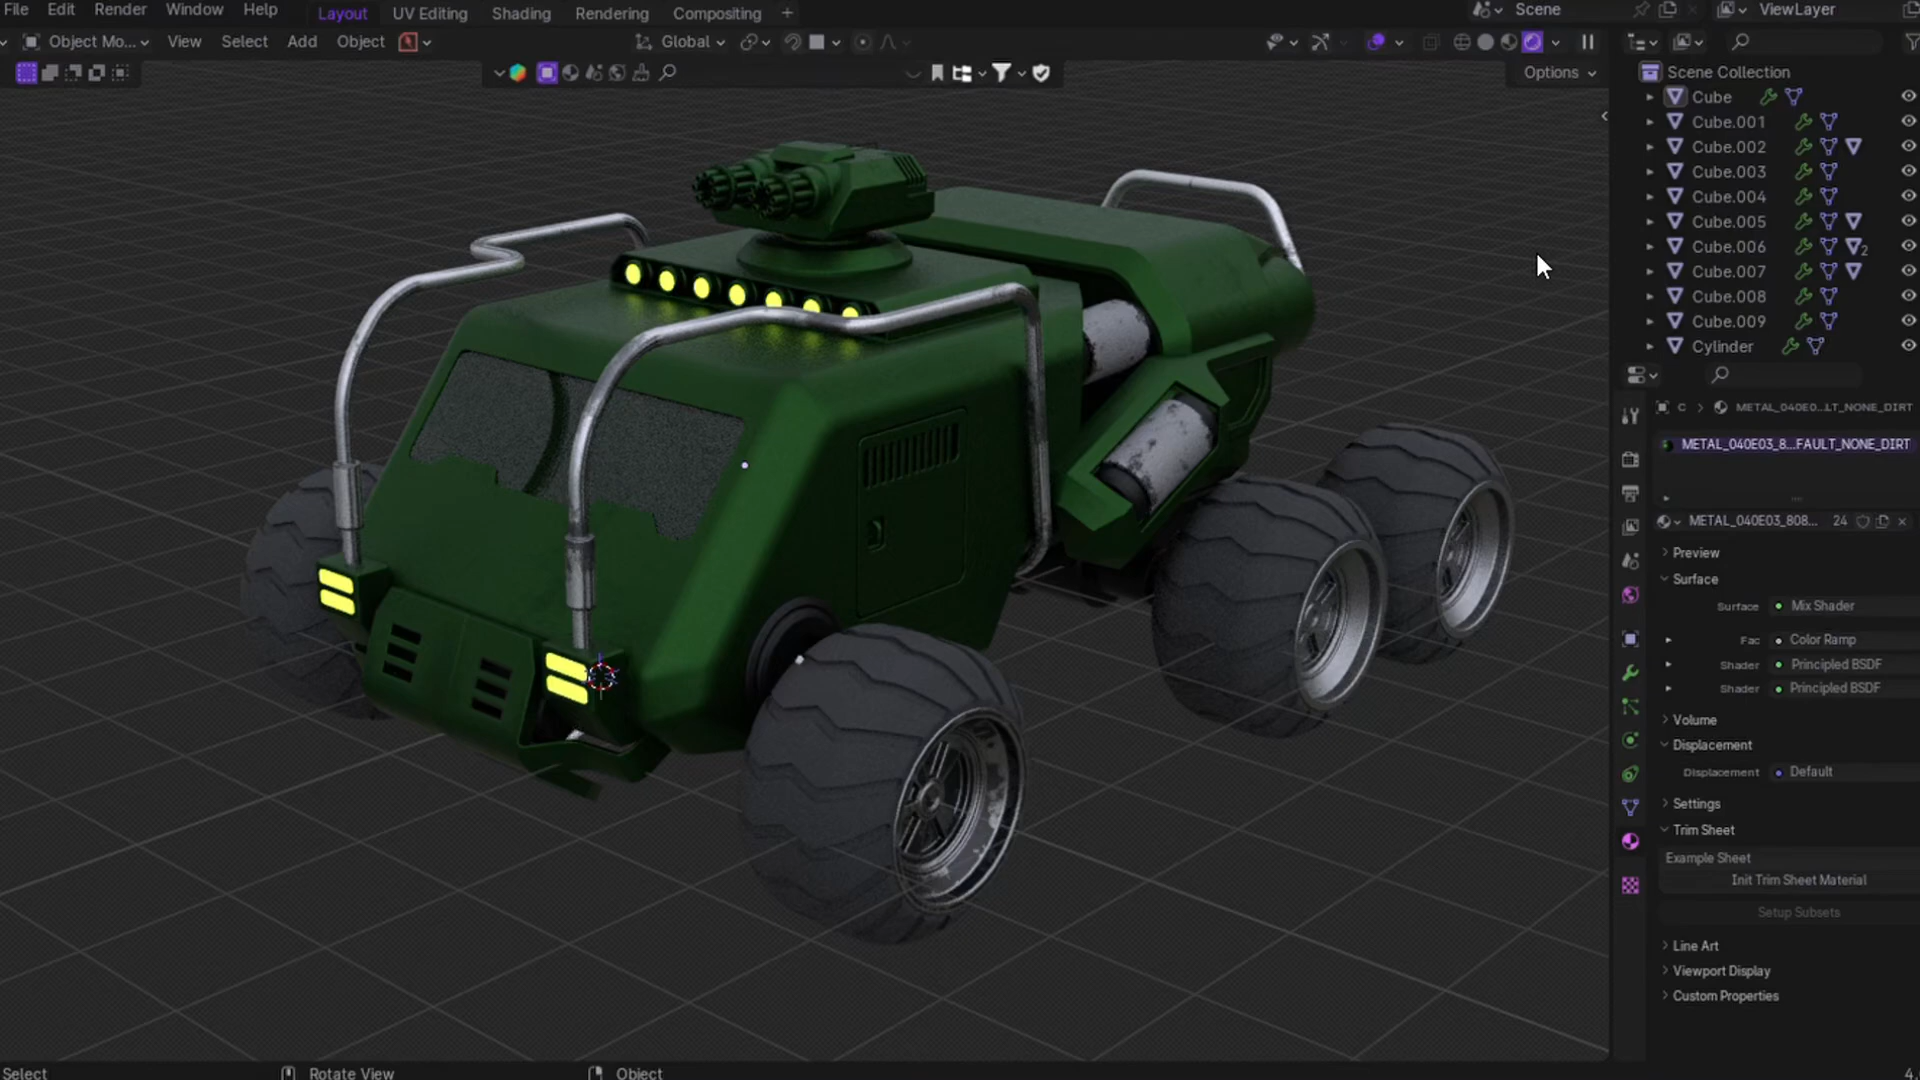 File Edit Render Window Help Layout UV Editing Shading Rendering Compositing + Scene ViewLayer
Object Mo... View Select Add Object Global
Options
Scene Collection
Cube
Cube.001
Cube.002
Cube.003
Cube.004
Cube.005
Cube.006 2
Cube.007
Cube.008
Cube.009
Cylinder
C > METAL_040E0...LT_NONE_DIRT
METAL_040E03_8...FAULT_NONE_DIRT
METAL_040E03_808... 24
Preview
Surface
Surface Mix Shader
Fac Color Ramp
Shader Principled BSDF
Shader Principled BSDF
Volume
Displacement
Displacement Default
Settings
Trim Sheet
Example Sheet
Init Trim Sheet Material
Setup Subsets
Line Art
Viewport Display
Custom Properties
Select Rotate View Object 4.